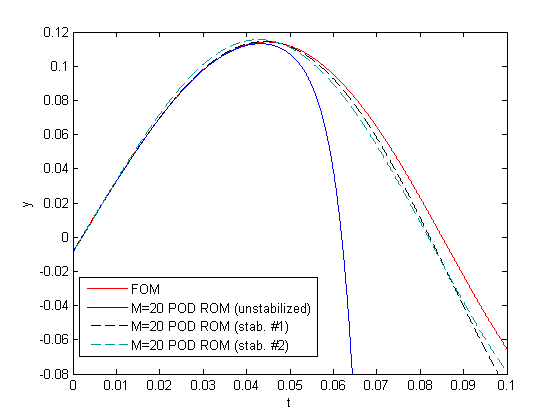 0.12
0.1
0.08
0.06
0.04
0.02
0
-0.02
-0.04
-0.06
-0.08
y
FOM
M=20 POD ROM (unstabilized)
M=20 POD ROM (stab. #1)
M=20 POD ROM (stab. #2)
0 0.01 0.02 0.03 0.04 0.05 0.06 0.07 0.08 0.09 0.1
t